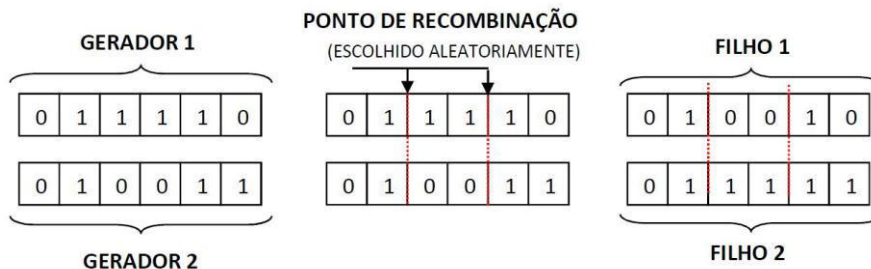 PONTO DE RECOMBINAÇÃO
GERADOR 1
(ESCOLHIDO ALEATORIAMENTE)
FILHO 1
0 1 1 1 1 0
0 1 1 1 1 0
0 1 0 0 1 0
0 1 0 0 1 1
0 1 0 0 1 1
0 1 1 1 1 1
GERADOR 2
FILHO 2